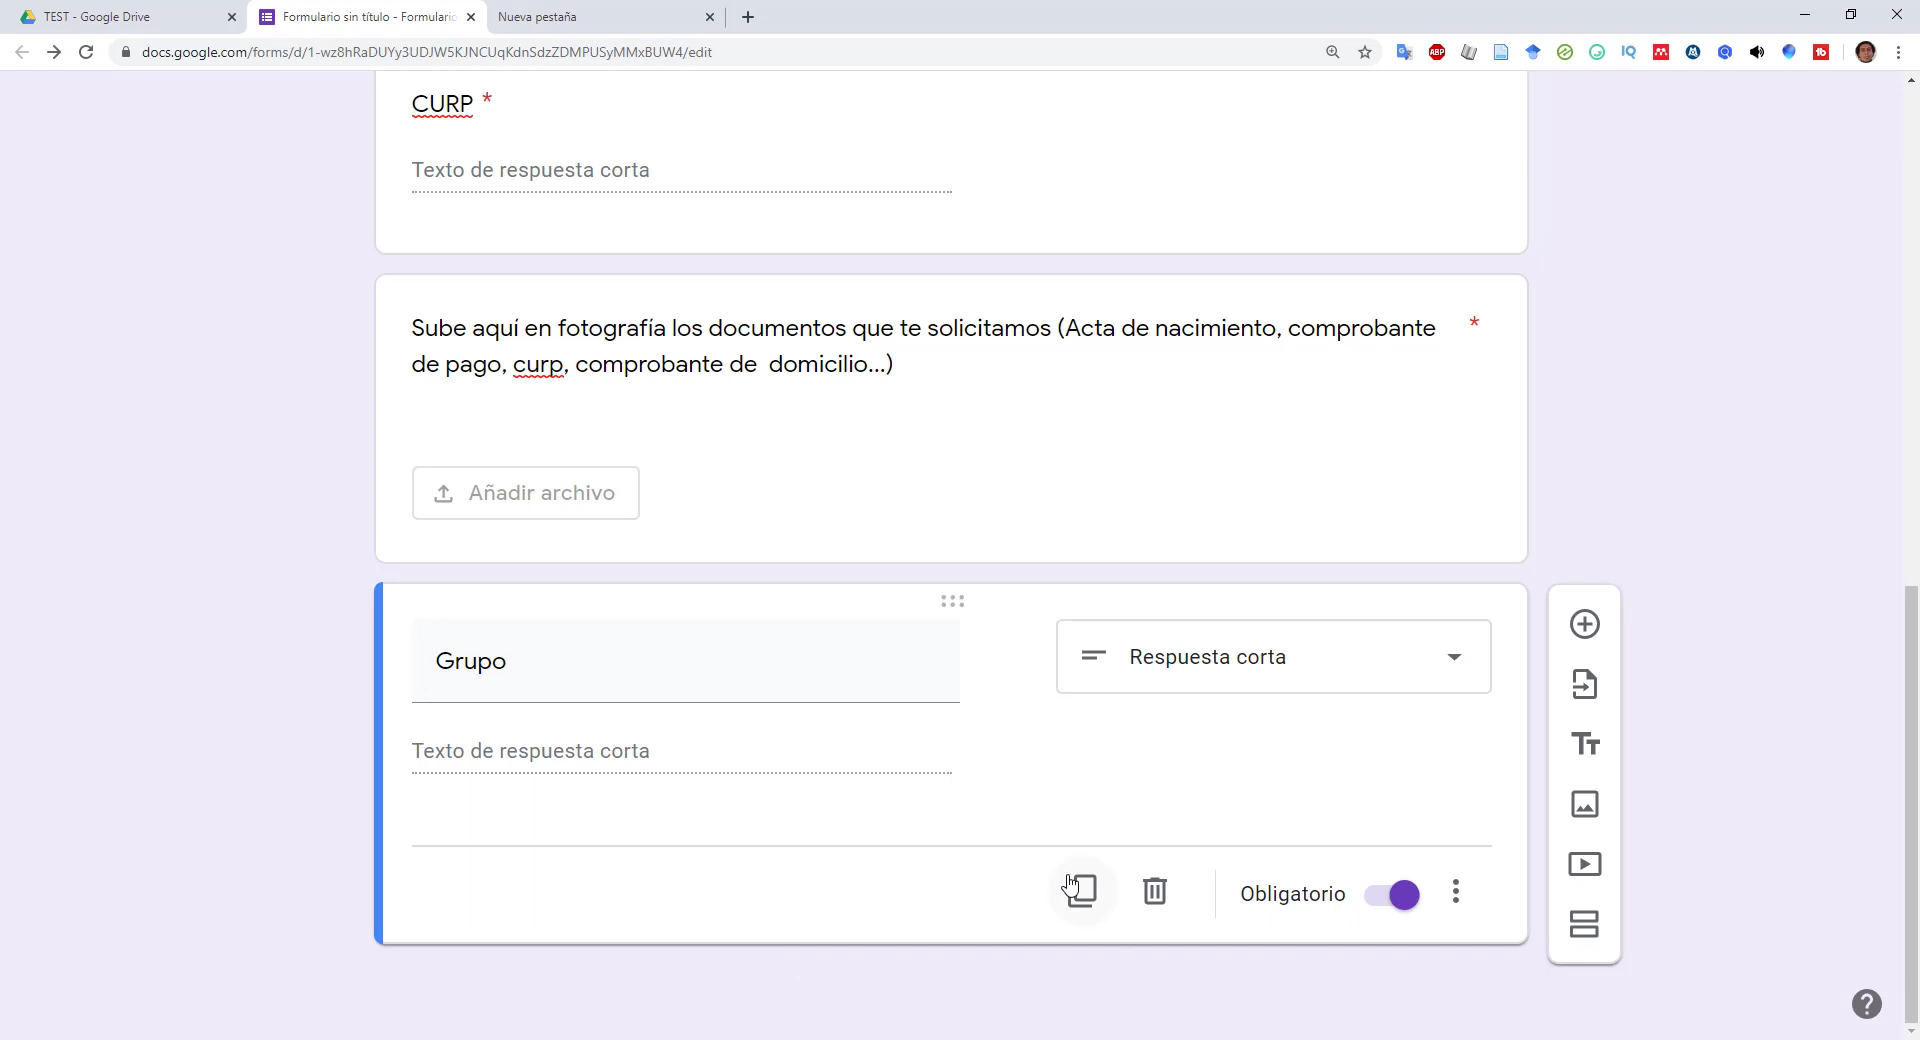 TEST - Google Drive
Formulario sin título - Formulario
Nueva pestaña
docs.google.com/forms/d/1-wz8hRaDUYy3UDJW5KJNCUqKdnSdzZDMPUSyMMxBUW4/edit
ABP
IQ
CURP *
Texto de respuesta corta
Sube aquí en fotografía los documentos que te solicitamos (Acta de nacimiento, comprobante *
de pago, curp, comprobante de domicilio...)
Añadir archivo
Grupo
Respuesta corta
Texto de respuesta corta
Obligatorio